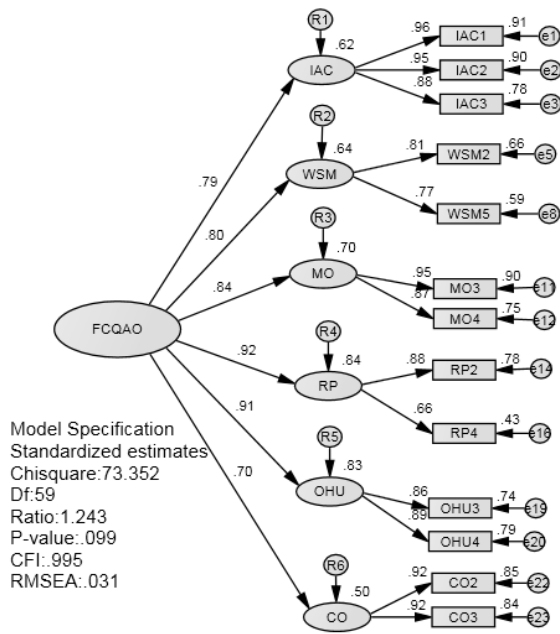 R1
.62
.96
.91
IAC1
e1
IAC
.95
.90
IAC2
e2
.88
.78
IAC3
e3
R2
.79
.64
.81
.66
WSM2
e5
WSM
.77
.59
WSM5
e8
.80
R3
.70
.84
MO
.95
.90
MO3
e11
.87
.75
MO4
e12
FCQAO
R4
.92
.84
.88
.78
RP2
e14
RP
.66
.43
RP4
e16
.91
R5
.83
.86
.74
OHU3
e19
OHU
.89
.79
OHU4
e20
.70
R6
.50
.92
.85
CO2
e22
CO
.92
.84
CO3
e23
Model Specification
Standardized estimates
Chisquare:73.352
Df:59
Ratio:1.243
P-value:.099
CFI:.995
RMSEA:.031